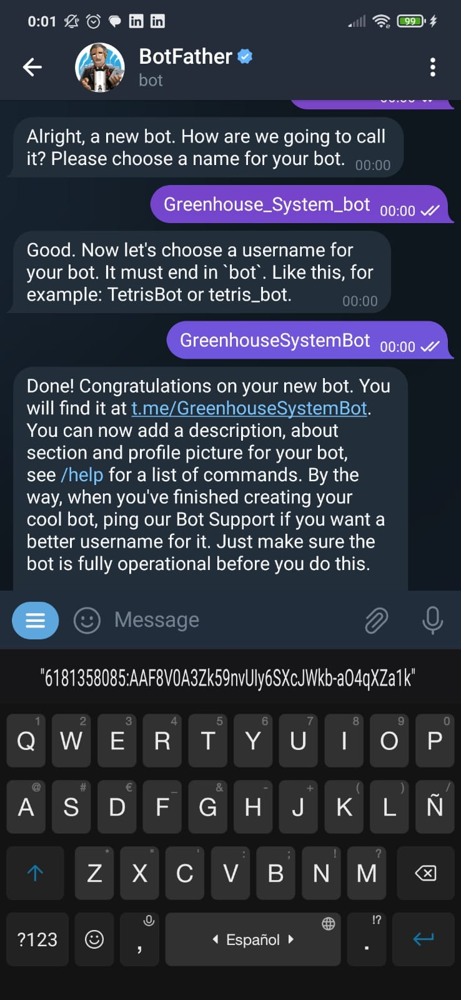 0:01
in in
99
BotFather
bot
Alright, a new bot. How are we going to call
it? Please choose a name for your bot. 00:00
Greenhouse_System_bot 00:00
Good. Now let's choose a username for
your bot. It must end in `bot`. Like this, for
example: TetrisBot or tetris_bot. 00:00
GreenhouseSystemBot 00:00
Done! Congratulations on your new bot. You
will find it at t.me/GreenhouseSystemBot.
You can now add a description, about
section and profile picture for your bot,
see /help for a list of commands. By the
way, when you've finished creating your
cool bot, ping our Bot Support if you want a
better username for it. Just make sure the
bot is fully operational before you do this.
Message
"6181358085:AAF8V0A3Zk59nvUly6SXcJWkb-aO4qXZa1k"
1 2 3 4 5 6 7 8 9 0
Q W E R T Y U I O P
@ # € _ & - + ( ) /
A S D F G H J K L Ñ
* " ' : ; ! ?
Z X C V B N M
!?
?123 , Español .